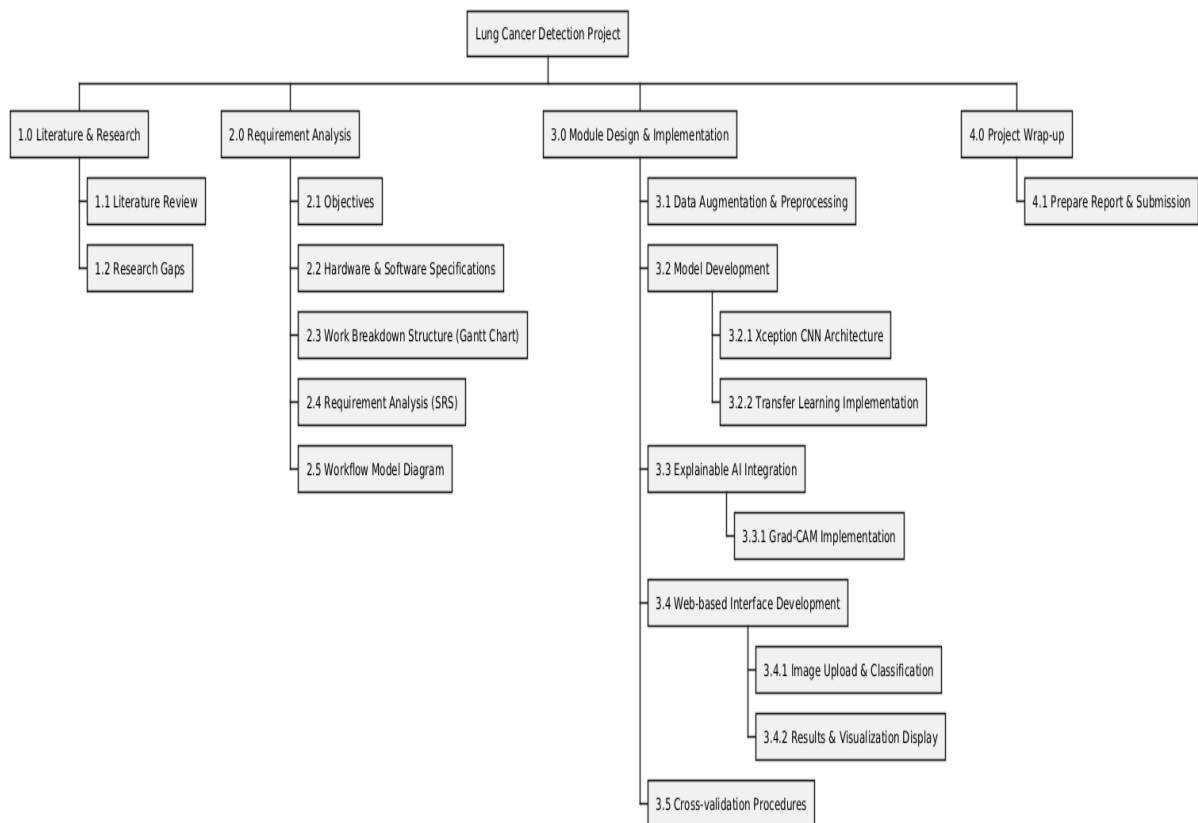 Lung Cancer Detection Project
1.0 Literature & Research
1.1 Literature Review
1.2 Research Gaps
2.0 Requirement Analysis
2.1 Objectives
2.2 Hardware & Software Specifications
2.3 Work Breakdown Structure (Gantt Chart)
2.4 Requirement Analysis (SRS)
2.5 Workflow Model Diagram
3.0 Module Design & Implementation
3.1 Data Augmentation & Preprocessing
3.2 Model Development
3.2.1 Xception CNN Architecture
3.2.2 Transfer Learning Implementation
3.3 Explainable AI Integration
3.3.1 Grad-CAM Implementation
3.4 Web-based Interface Development
3.4.1 Image Upload & Classification
3.4.2 Results & Visualization Display
3.5 Cross-validation Procedures
4.0 Project Wrap-up
4.1 Prepare Report & Submission